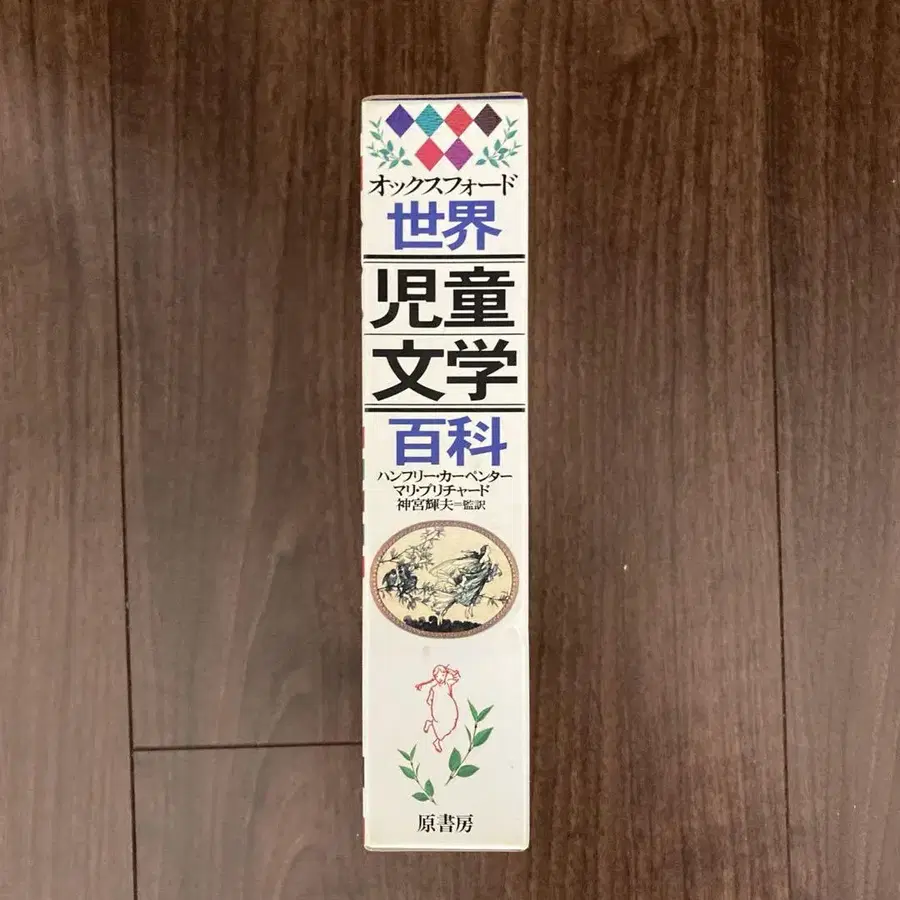 オックスフォード
世界
児童
文学
百科
ハンフリー・カーペンター
マリ・プリチャード
神宮輝夫＝監訳
原書房